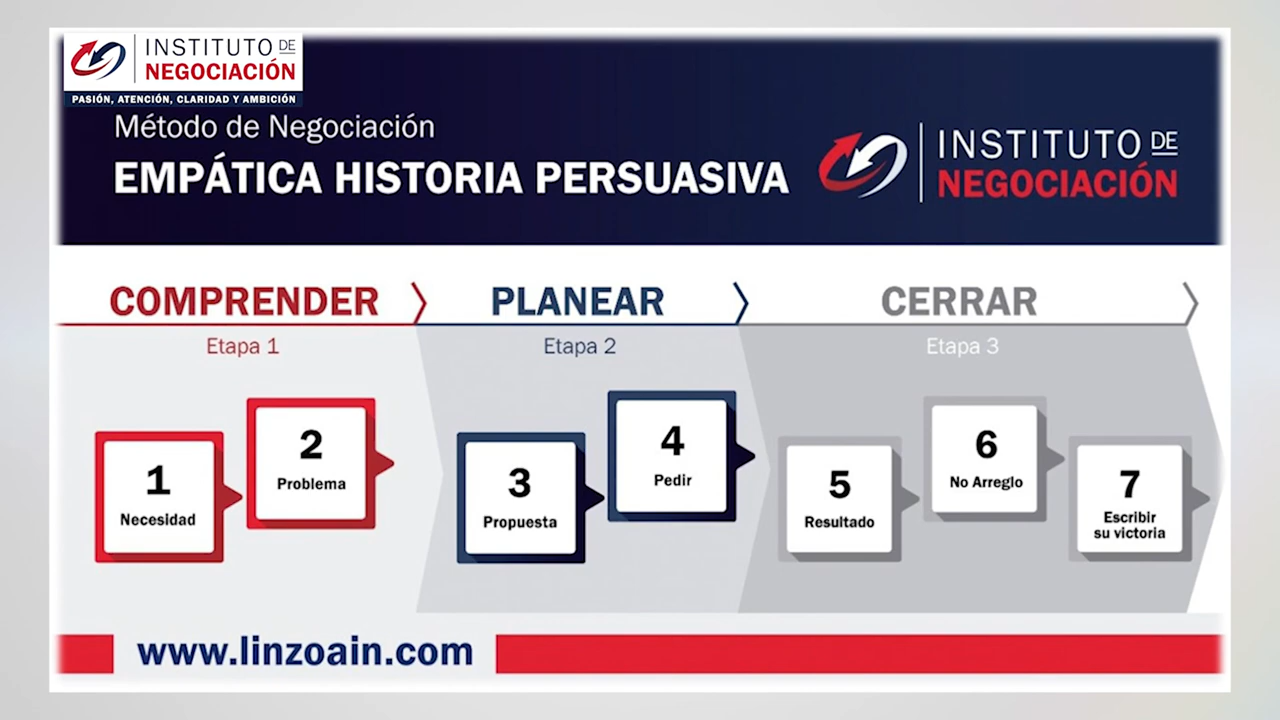 INSTITUTO DE
NEGOCIACIÓN
PASIÓN, ATENCIÓN, CLARIDAD Y AMBICIÓN
Método de Negociación
EMPÁTICA HISTORIA PERSUASIVA
INSTITUTO DE
NEGOCIACIÓN
COMPRENDER
PLANEAR
CERRAR
Etapa 1
Etapa 2
Etapa 3
1
Necesidad
2
Problema
3
Propuesta
4
Pedir
5
Resultado
6
No Arreglo
7
Escribir
su victoria
www.linzoain.com